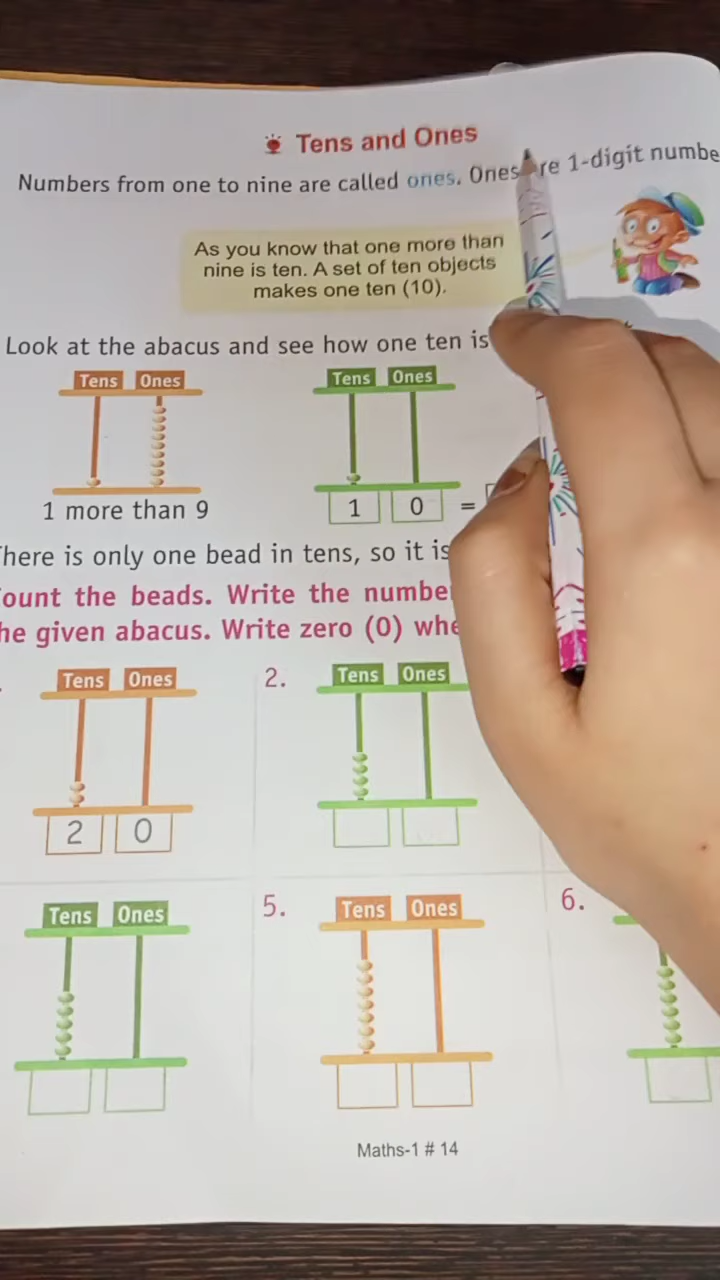 Tens and Ones
Numbers from one to nine are called ones. Ones are 1-digit numbe
As you know that one more than
nine is ten. A set of ten objects
makes one ten (10).
Look at the abacus and see how one ten is
Tens Ones Tens Ones
1 more than 9 1 0 =
here is only one bead in tens, so it is
ount the beads. Write the numbe
he given abacus. Write zero (0) whe
Tens Ones 2. Tens Ones
2 0
Tens Ones 5. Tens Ones 6.
Maths-1 # 14